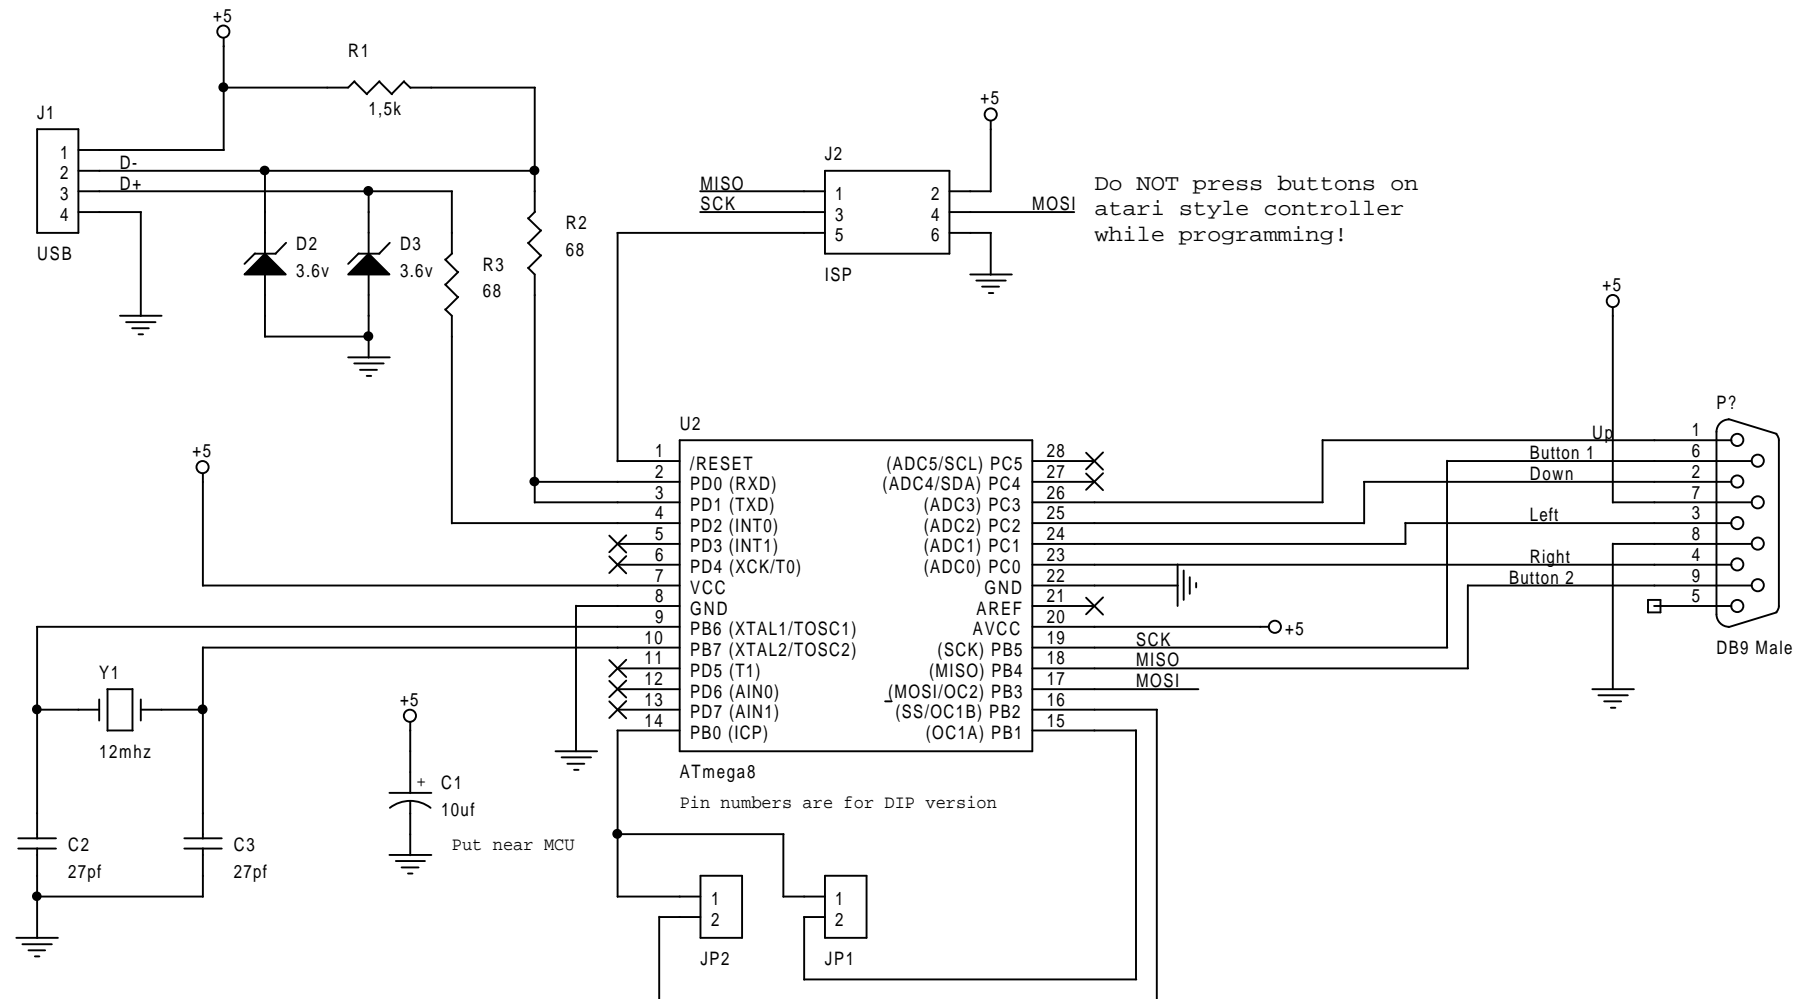 +5
R1
1,5k
J1
1
2
3
4
D-
D+
USB
D2
3.6v
D3
3.6v
R3
68
R2
68
+5
J2
MISO
SCK
1
3
5
2
4
6
MOSI
ISP
Do NOT press buttons on
atari style controller
while programming!
+5
P?
Up
Button 1
Down
Left
Right
Button 2
1
6
2
7
3
8
4
9
5
DB9 Male
+5
U2
1 /RESET
2 PD0 (RXD)
3 PD1 (TXD)
4 PD2 (INT0)
5 PD3 (INT1)
6 PD4 (XCK/T0)
7 VCC
8 GND
9 PB6 (XTAL1/TOSC1)
10 PB7 (XTAL2/TOSC2)
11 PD5 (T1)
12 PD6 (AIN0)
13 PD7 (AIN1)
14 PB0 (ICP)
(ADC5/SCL) PC5 28
(ADC4/SDA) PC4 27
(ADC3) PC3 26
(ADC2) PC2 25
(ADC1) PC1 24
(ADC0) PC0 23
GND 22
AREF 21
AVCC 20
+5
(SCK) PB5 19 SCK
(MISO) PB4 18 MISO
(MOSI/OC2) PB3 17 MOSI
(SS/OC1B) PB2 16
(OC1A) PB1 15
ATmega8
Pin numbers are for DIP version
Y1
12mhz
+5
+
C1
10uf
Put near MCU
C2
27pf
C3
27pf
1
2
JP2
1
2
JP1